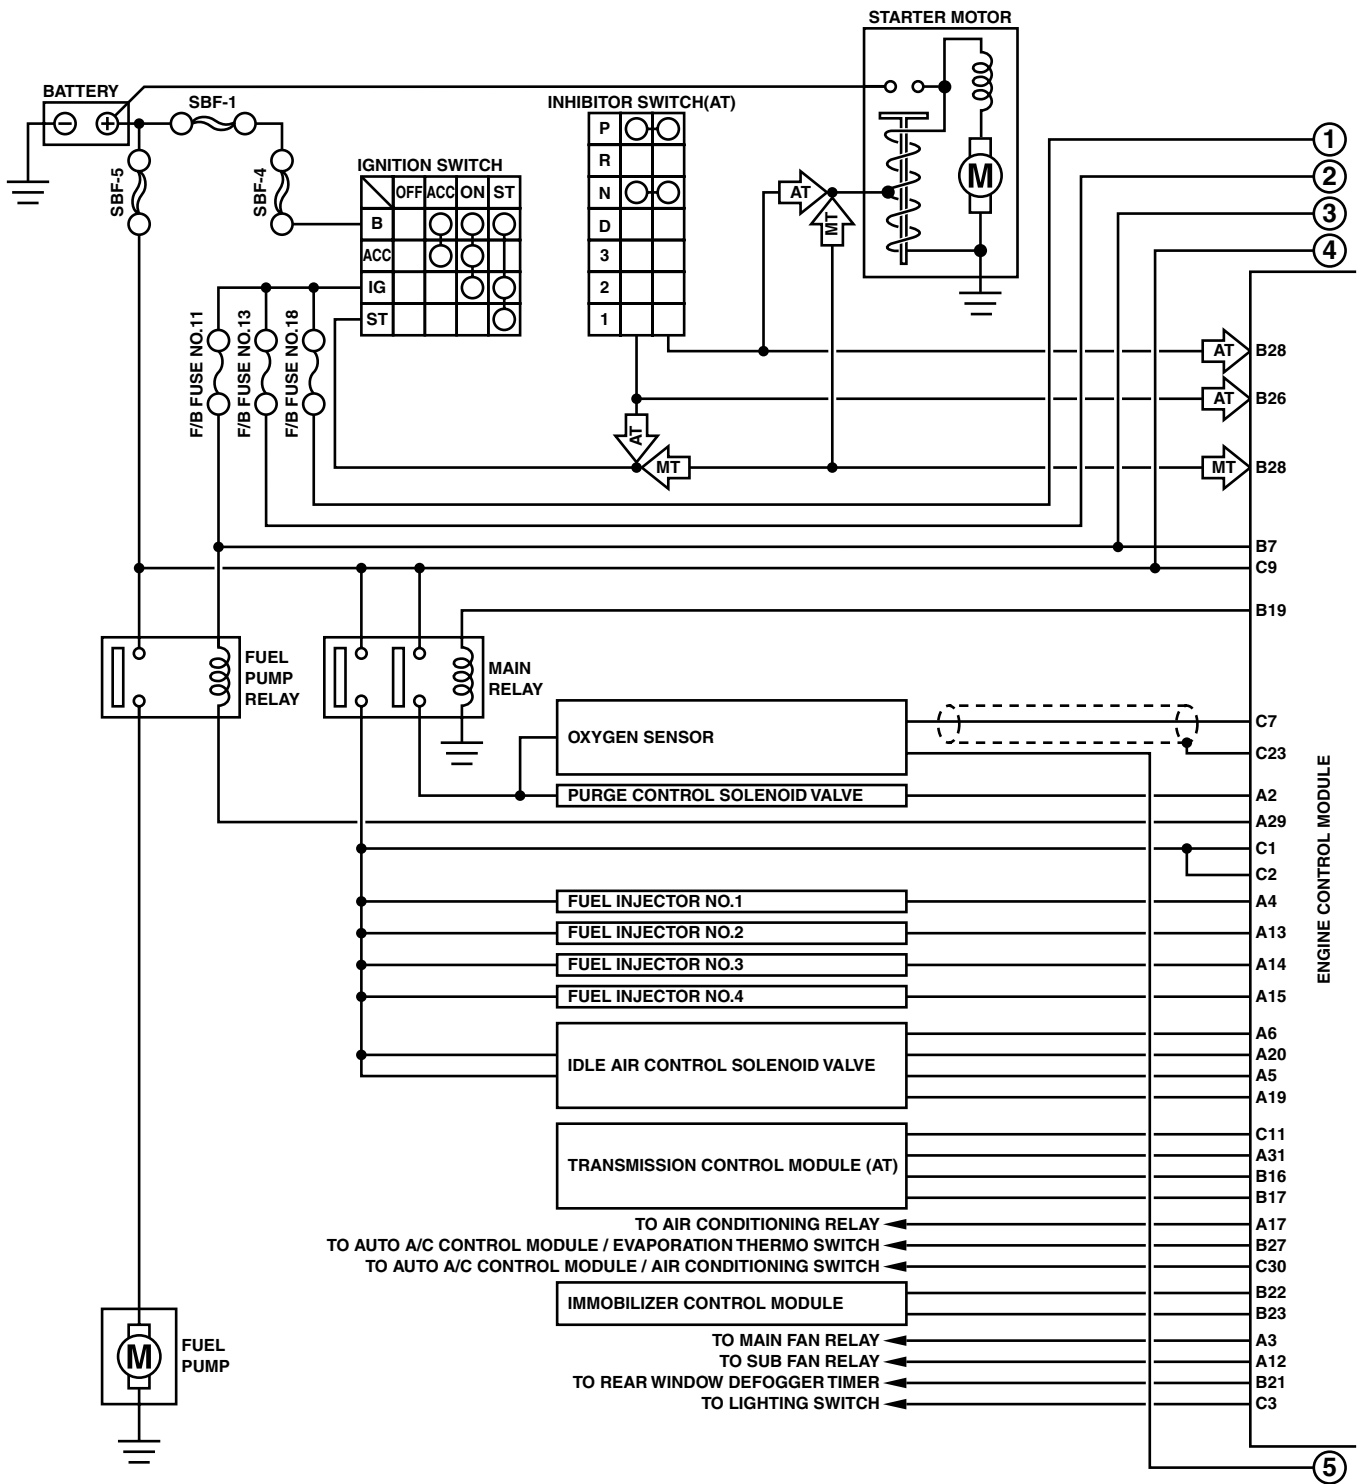 STARTER MOTOR
BATTERY
SBF-1
INHIBITOR SWITCH(AT)
SBF-5
SBF-4
IGNITION SWITCH
OFF ACC ON ST
B
ACC
IG
ST
P
R
N
D
3
2
1
AT
MT
M
1
2
3
4
F/B FUSE NO.11
F/B FUSE NO.13
F/B FUSE NO.18
AT B28
AT B26
AT
MT
MT B28
B7
C9
B19
FUEL
PUMP
RELAY
MAIN
RELAY
OXYGEN SENSOR
C7
C23
PURGE CONTROL SOLENOID VALVE
A2
A29
C1
C2
FUEL INJECTOR NO.1
A4
FUEL INJECTOR NO.2
A13
FUEL INJECTOR NO.3
A14
FUEL INJECTOR NO.4
A15
IDLE AIR CONTROL SOLENOID VALVE
A6
A20
A5
A19
TRANSMISSION CONTROL MODULE (AT)
C11
A31
B16
B17
TO AIR CONDITIONING RELAY
A17
TO AUTO A/C CONTROL MODULE / EVAPORATION THERMO SWITCH
B27
TO AUTO A/C CONTROL MODULE / AIR CONDITIONING SWITCH
C30
IMMOBILIZER CONTROL MODULE
B22
B23
TO MAIN FAN RELAY
A3
TO SUB FAN RELAY
A12
TO REAR WINDOW DEFOGGER TIMER
B21
TO LIGHTING SWITCH
C3
M
FUEL
PUMP
ENGINE CONTROL MODULE
5